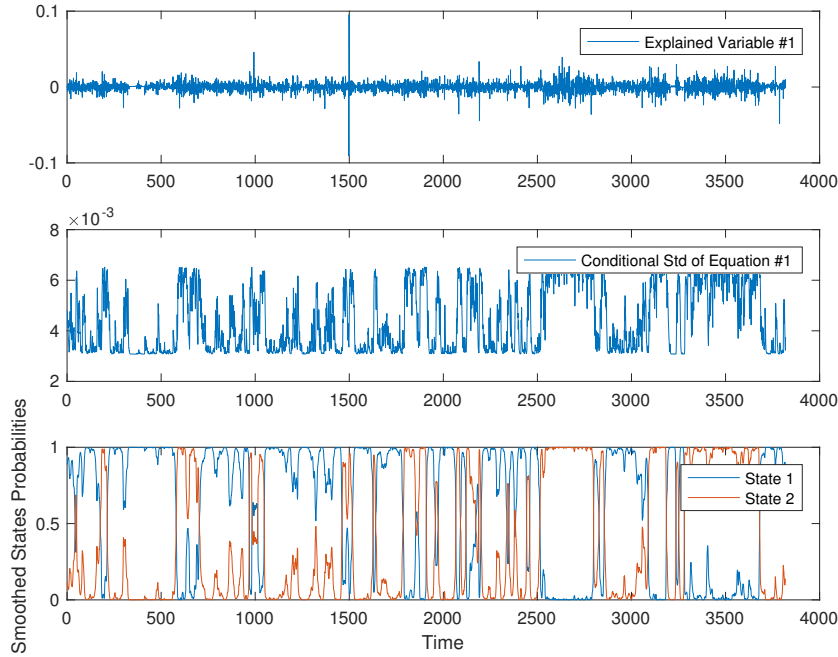 0.1
0
-0.1
Explained Variable #1
0 500 1000 1500 2000 2500 3000 3500 4000
×10-3
8
6
4
2
Conditional Std of Equation #1
0 500 1000 1500 2000 2500 3000 3500 4000
Smoothed States Probabilities
1
0.5
0
State 1
State 2
0 500 1000 1500 2000 2500 3000 3500 4000
Time